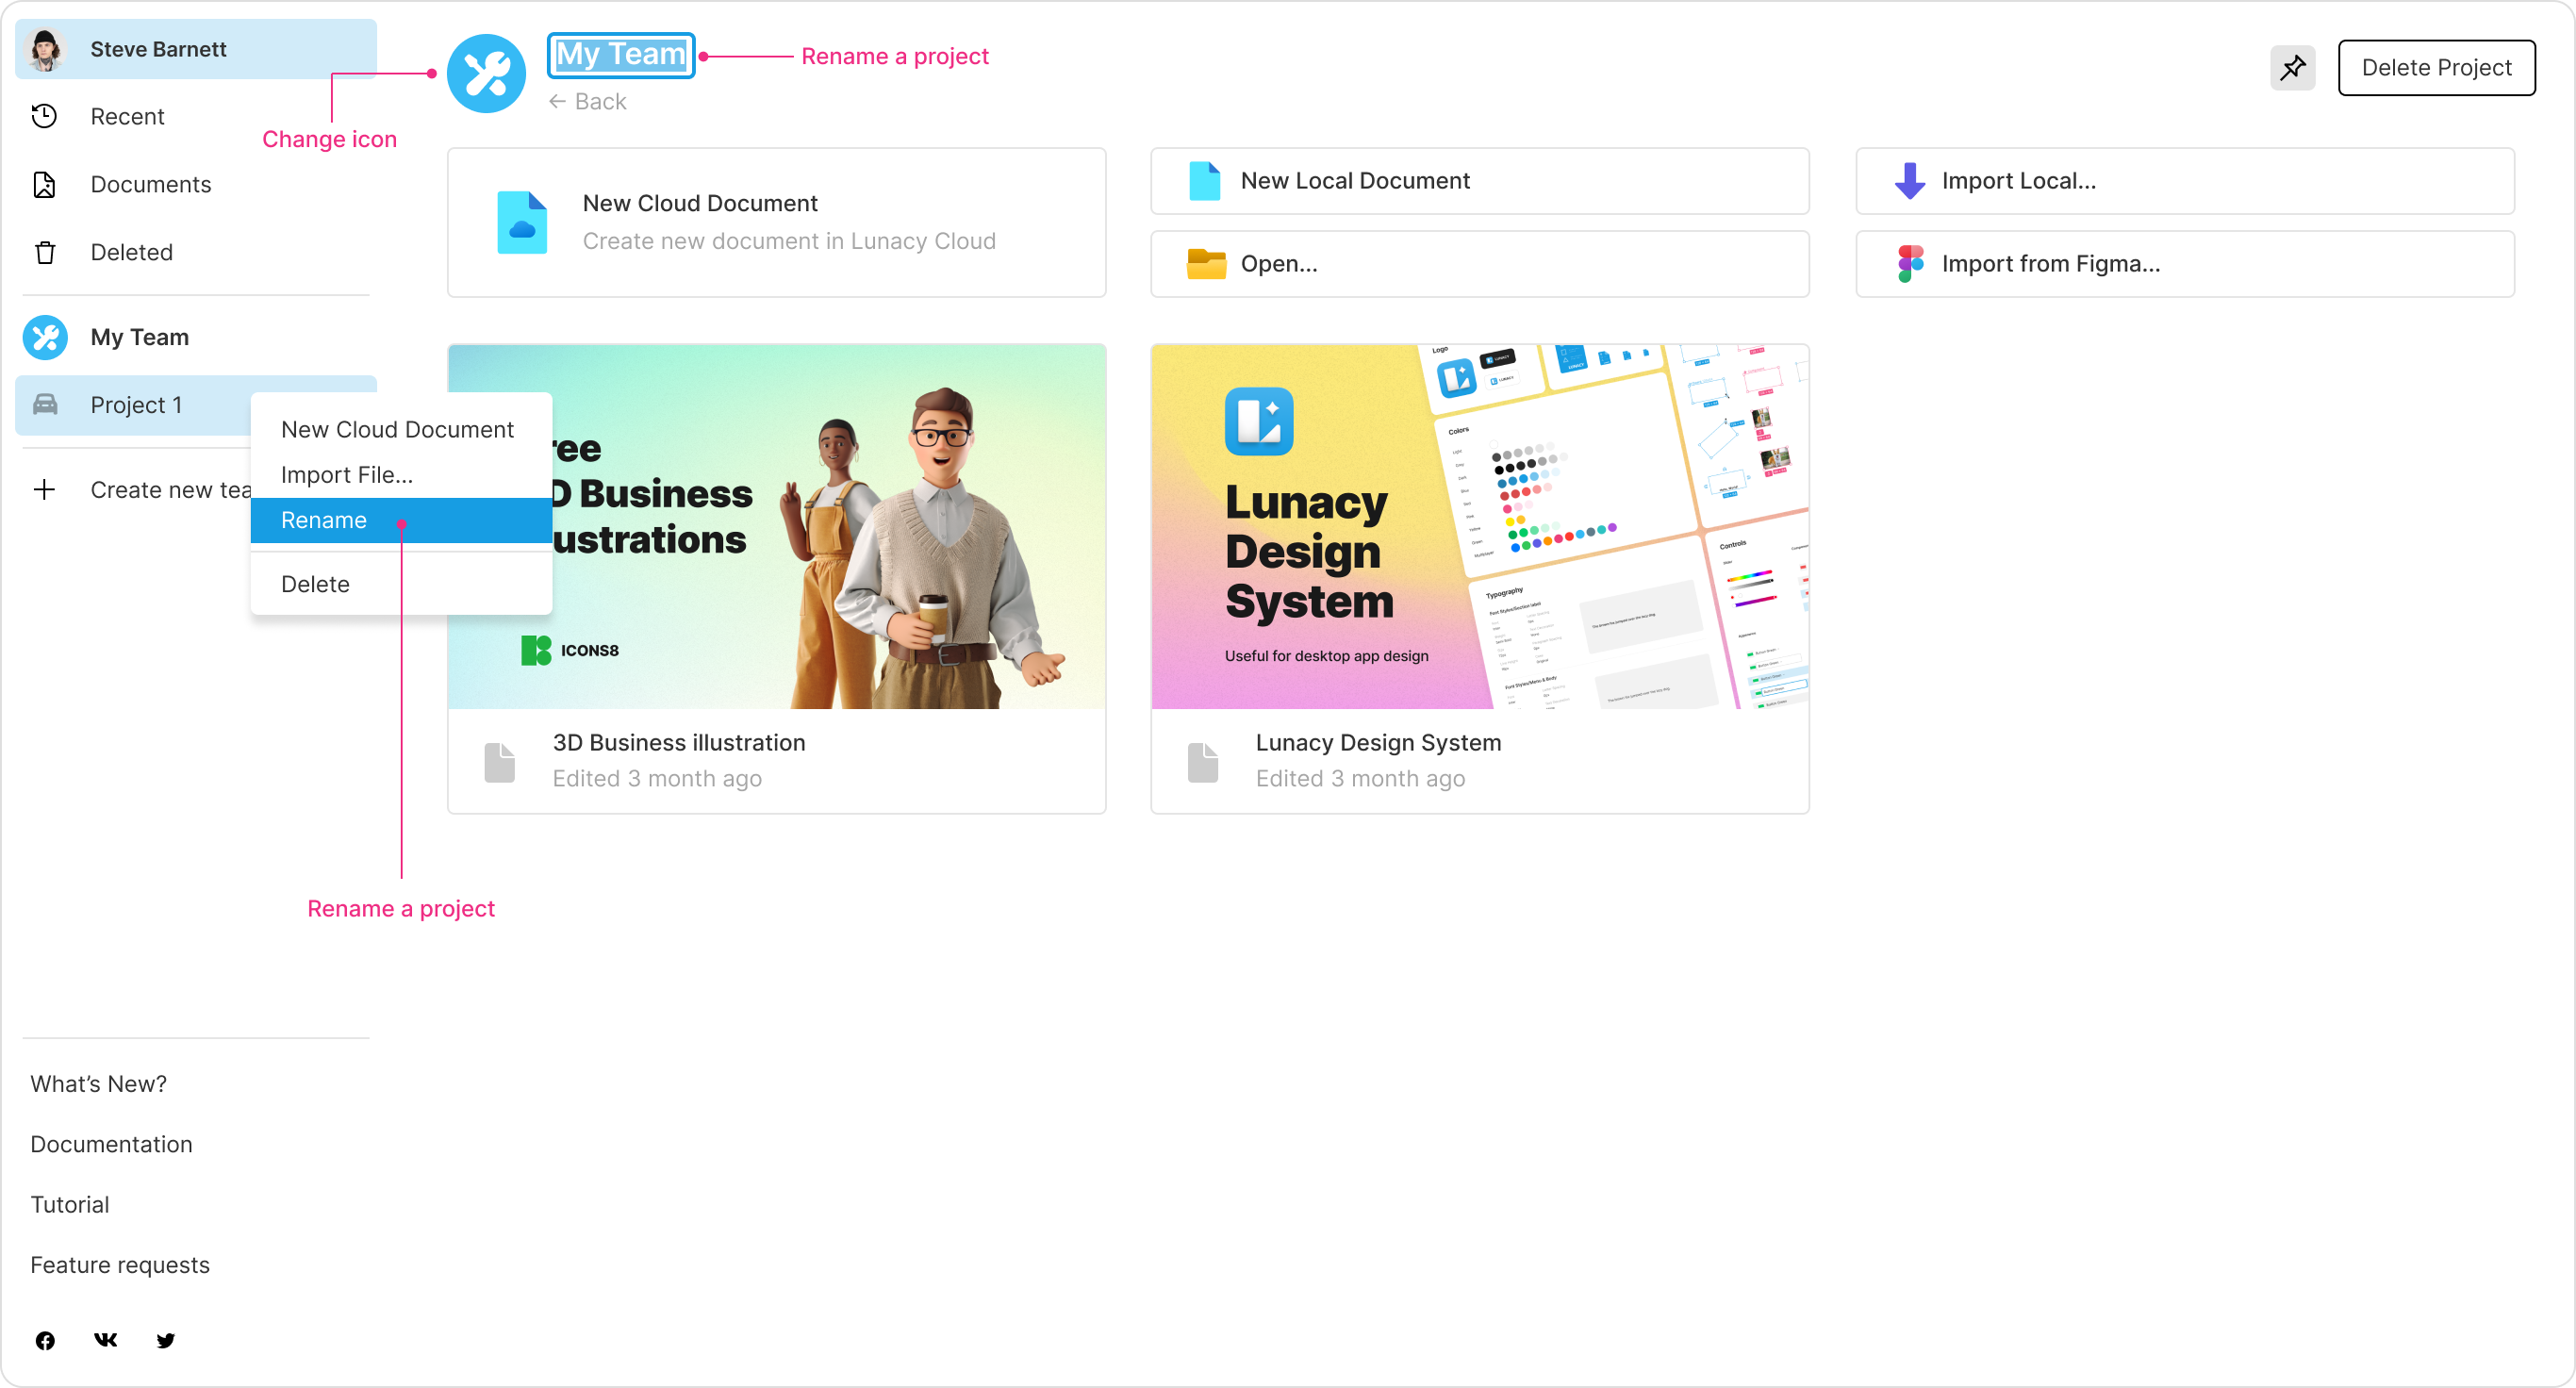 Steve Barnett
Recent
Documents
Deleted
My Team
Project 1
Create new tea
What's New?
Documentation
Tutorial
Feature requests
Change icon
My Team
Rename a project
← Back
Delete Project
New Cloud Document
Create new document in Lunacy Cloud
New Local Document
Open...
Import Local...
Import from Figma...
New Cloud Document
Import File...
Rename
Delete
Rename a project
ree
D Business
ustrations
ICONS8
3D Business illustration
Edited 3 month ago
Lunacy
Design
System
Useful for desktop app design
Logo
Colors
Typography
Controls
Lunacy Design System
Edited 3 month ago